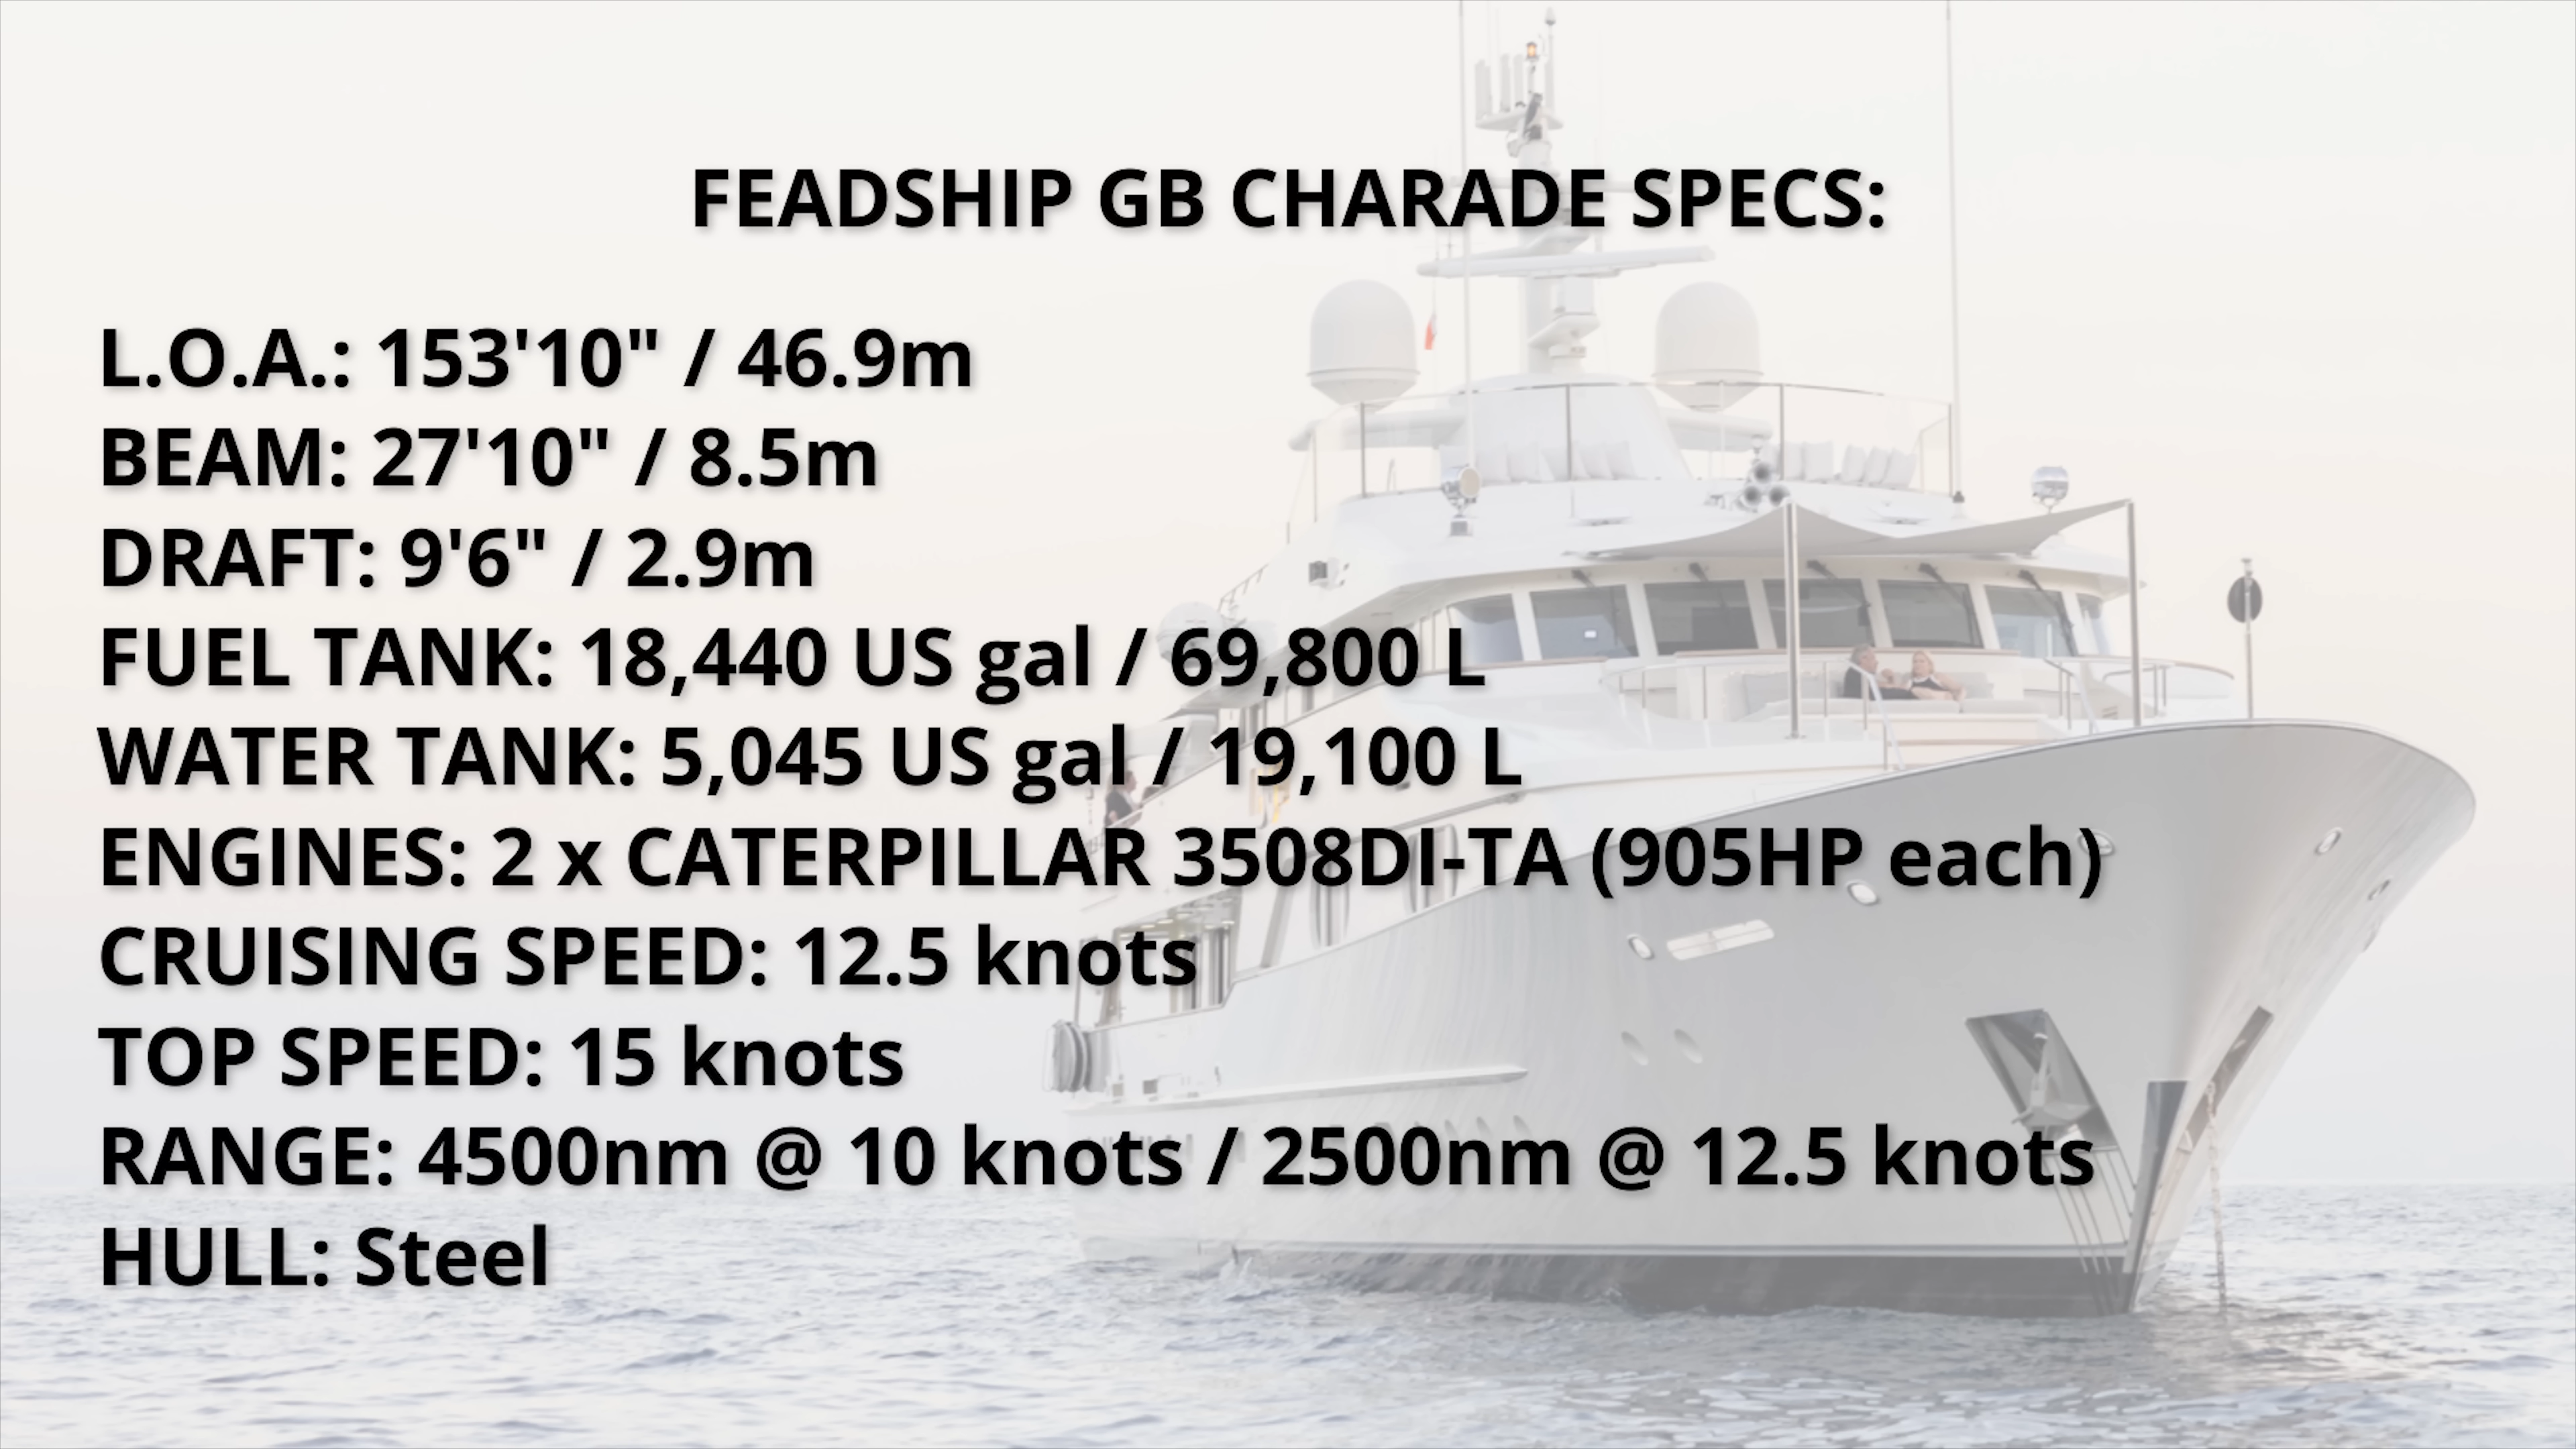 FEADSHIP GB CHARADE SPECS:
L.O.A.: 153'10" / 46.9m
BEAM: 27'10" / 8.5m
DRAFT: 9'6" / 2.9m
FUEL TANK: 18,440 US gal / 69,800 L
WATER TANK: 5,045 US gal / 19,100 L
ENGINES: 2 x CATERPILLAR 3508DI-TA (905HP each)
CRUISING SPEED: 12.5 knots
TOP SPEED: 15 knots
RANGE: 4500nm @ 10 knots / 2500nm @ 12.5 knots
HULL: Steel